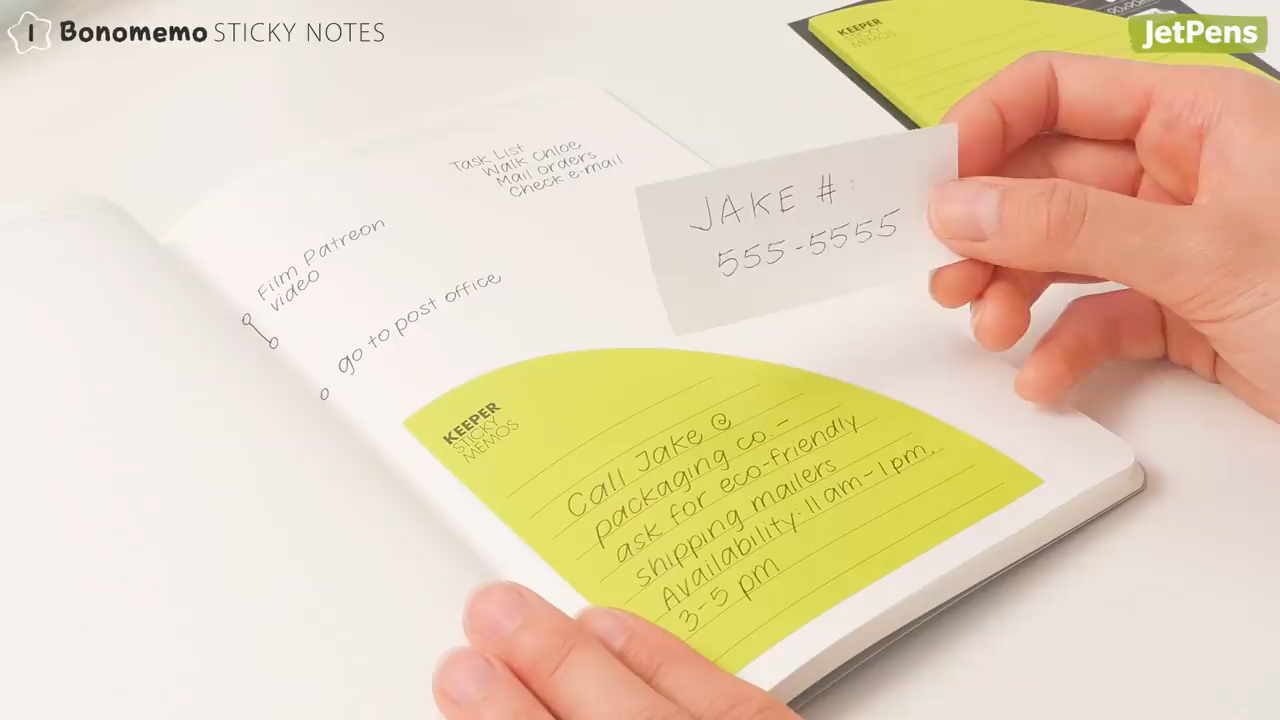 1 Bonomemo STICKY NOTES
JetPens
KEEPER
STICKY
MEMOS
Task List
Walk Chloe
Mail orders
Check e-mail
JAKE # :
555-5555
Film Patreon
video
go to post office
KEEPER
STICKY
MEMOS
Call Jake @
packaging co. -
ask for eco-friendly
shipping mailers
Availability: 11 am - 1 pm,
3-5 pm